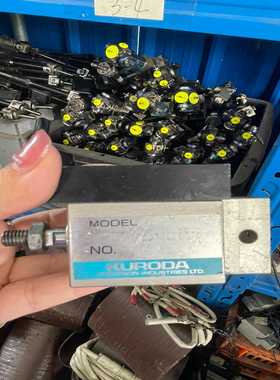 3-4
MODEL
NO.
KURODA
PRECISION INDUSTRIES LTD.